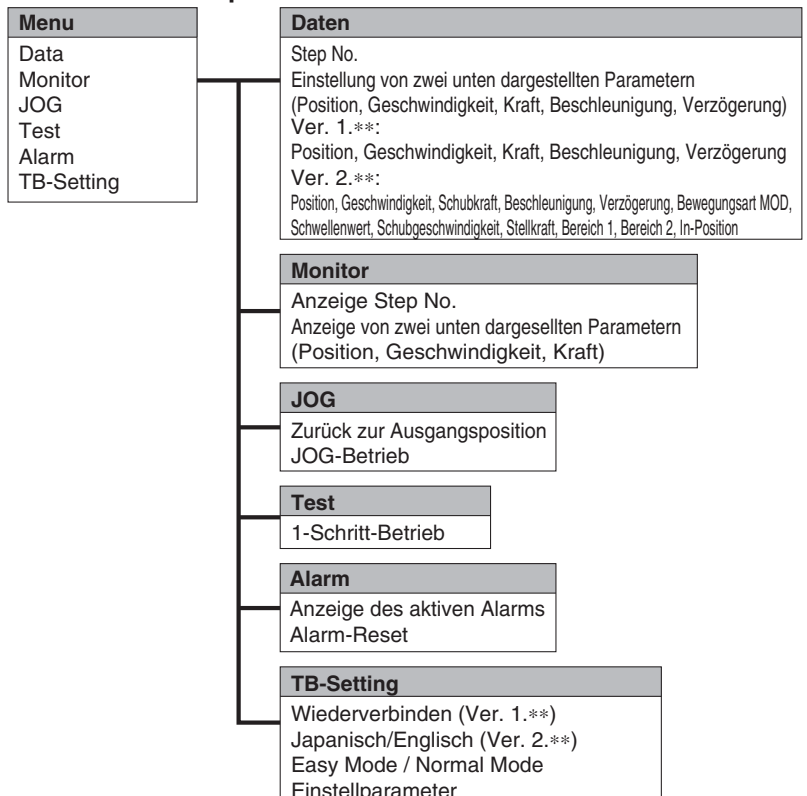 Menu
Data
Monitor
JOG
Test
Alarm
TB-Setting
Daten
Step No.
Einstellung von zwei unten dargestellten Parametern
(Position, Geschwindigkeit, Kraft, Beschleunigung, Verzögerung)
Ver. 1.**:
Position, Geschwindigkeit, Kraft, Beschleunigung, Verzögerung
Ver. 2.**:
Position, Geschwindigkeit, Schubkraft, Beschleunigung, Verzögerung, Bewegungsart MOD,
Schwellenwert, Schubgeschwindigkeit, Stellkraft, Bereich 1, Bereich 2, In-Position
Monitor
Anzeige Step No.
Anzeige von zwei unten dargesellten Parametern
(Position, Geschwindigkeit, Kraft)
JOG
Zurück zur Ausgangsposition
JOG-Betrieb
Test
1-Schritt-Betrieb
Alarm
Anzeige des aktiven Alarms
Alarm-Reset
TB-Setting
Wiederverbinden (Ver. 1.**)
Japanisch/Englisch (Ver. 2.**)
Easy Mode / Normal Mode
Einstellparameter